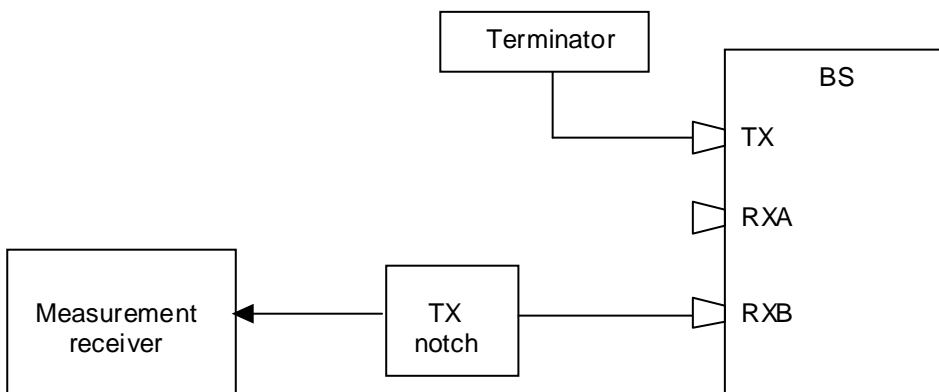 Terminator
BS
TX
RXA
Measurement
receiver
TX
notch
RXB